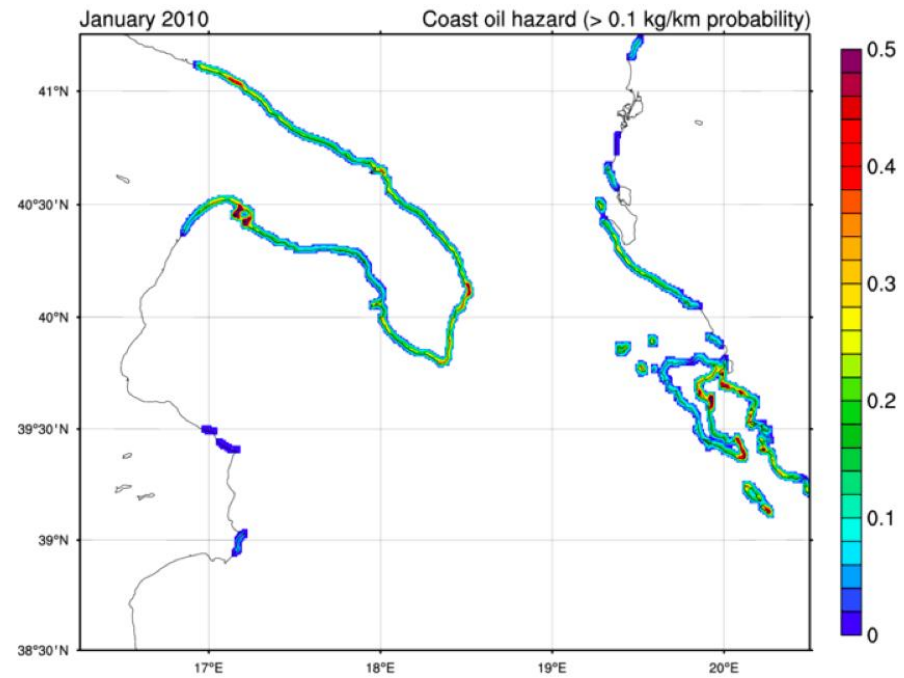 January 2010 Coast oil hazard (> 0.1 kg/km probability)
41°N
40°30'N
40°N
39°30'N
39°N
38°30'N
17°E 18°E 19°E 20°E
0.5
0.4
0.3
0.2
0.1
0